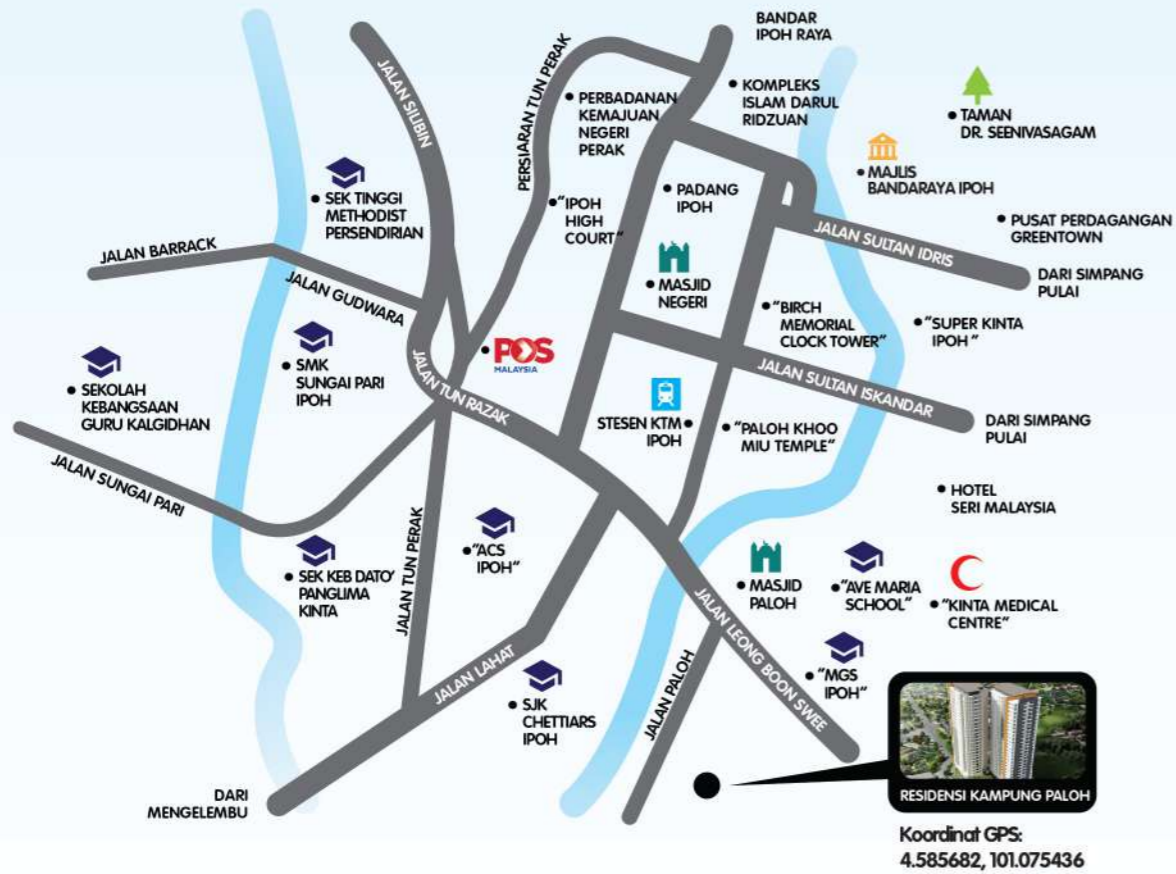 BANDAR
IPOH RAYA
PERSIARAN TUN PERAK
JALAN SILIBIN
PERBADANAN
KEMAJUAN
NEGERI
PERAK
KOMPLEKS
ISLAM DARUL
RIDZUAN
TAMAN
DR. SEENIVASAGAM
MAJLIS
BANDARAYA IPOH
SEK TINGGI
METHODIST
PERSENDIRIAN
"IPOH
HIGH
COURT"
PADANG
IPOH
PUSAT PERDAGANGAN
GREENTOWN
JALAN SULTAN IDRIS
DARI SIMPANG
PULAI
JALAN BARRACK
JALAN GUDWARA
MASJID
NEGERI
"BIRCH
MEMORIAL
CLOCK TOWER"
"SUPER KINTA
IPOH "
SMK
SUNGAI PARI
IPOH
POS
MALAYSIA
JALAN TUN RAZAK
SEKOLAH
KEBANGSAAN
GURU KALGIDHAN
JALAN SULTAN ISKANDAR
DARI SIMPANG
PULAI
STESEN KTM
IPOH
"PALOH KHOO
MIU TEMPLE"
JALAN SUNGAI PARI
HOTEL
SERI MALAYSIA
"ACS
IPOH"
SEK KEB DATO'
PANGLIMA
KINTA
JALAN TUN PERAK
MASJID
PALOH
"AVE MARIA
SCHOOL"
"KINTA MEDICAL
CENTRE"
JALAN LEONG BOON SWEE
JALAN LAHAT
SJK
CHETTIARS
IPOH
JALAN PALOH
"MGS
IPOH"
DARI
MENGELEMBU
RESIDENSI KAMPUNG PALOH
Koordinat GPS:
4.585682, 101.075436